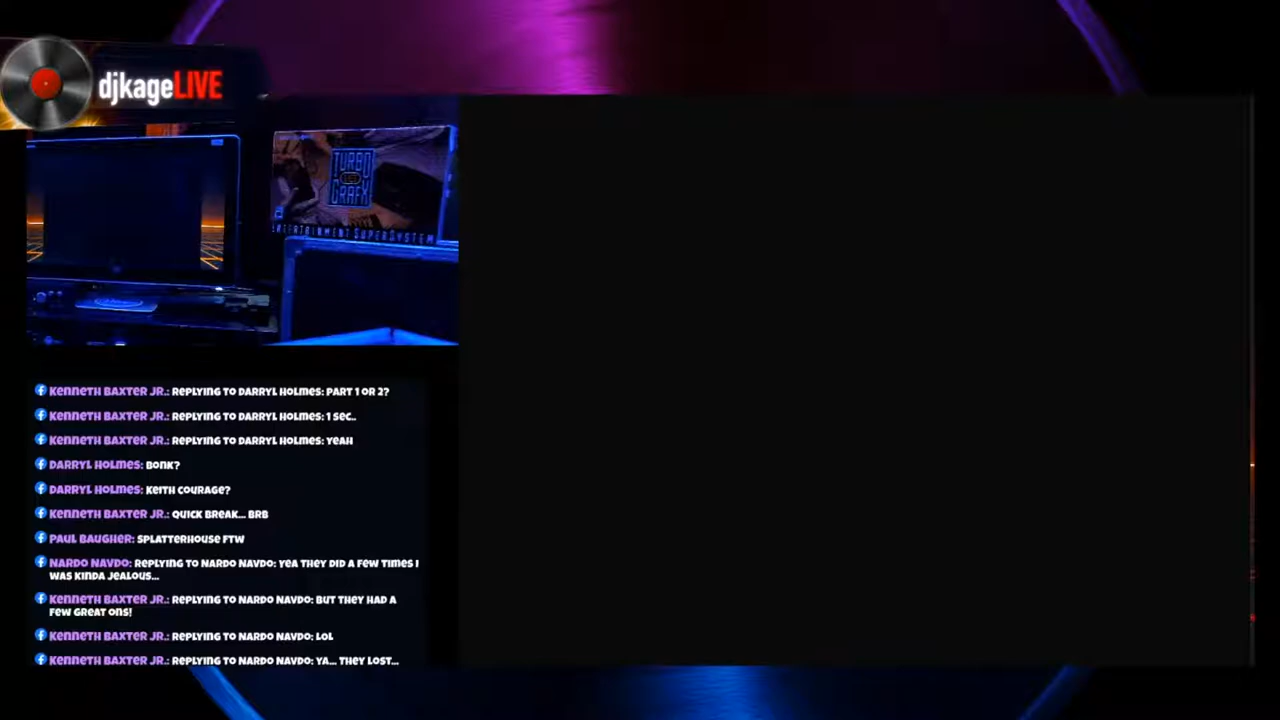 djkageLIVE
TURBO
GRAFX
ENTERTAINMENT SUPERSYSTEM
KENNETH BAXTER JR.: REPLYING TO DARRYL HOLMES: PART 1 OR 2?
KENNETH BAXTER JR.: REPLYING TO DARRYL HOLMES: 1 SEC..
KENNETH BAXTER JR.: REPLYING TO DARRYL HOLMES: YEAH
DARRYL HOLMES: BONK?
DARRYL HOLMES: KEITH COURAGE?
KENNETH BAXTER JR.: QUICK BREAK... BRB
PAUL BAUGHER: SPLATTERHOUSE FTW
NARDO NAVDO: REPLYING TO NARDO NAVDO: YEA THEY DID A FEW TIMES I
WAS KINDA JEALOUS...
KENNETH BAXTER JR.: REPLYING TO NARDO NAVDO: BUT THEY HAD A
FEW GREAT ONS!
KENNETH BAXTER JR.: REPLYING TO NARDO NAVDO: LOL
KENNETH BAXTER JR.: REPLYING TO NARDO NAVDO: YA... THEY LOST...